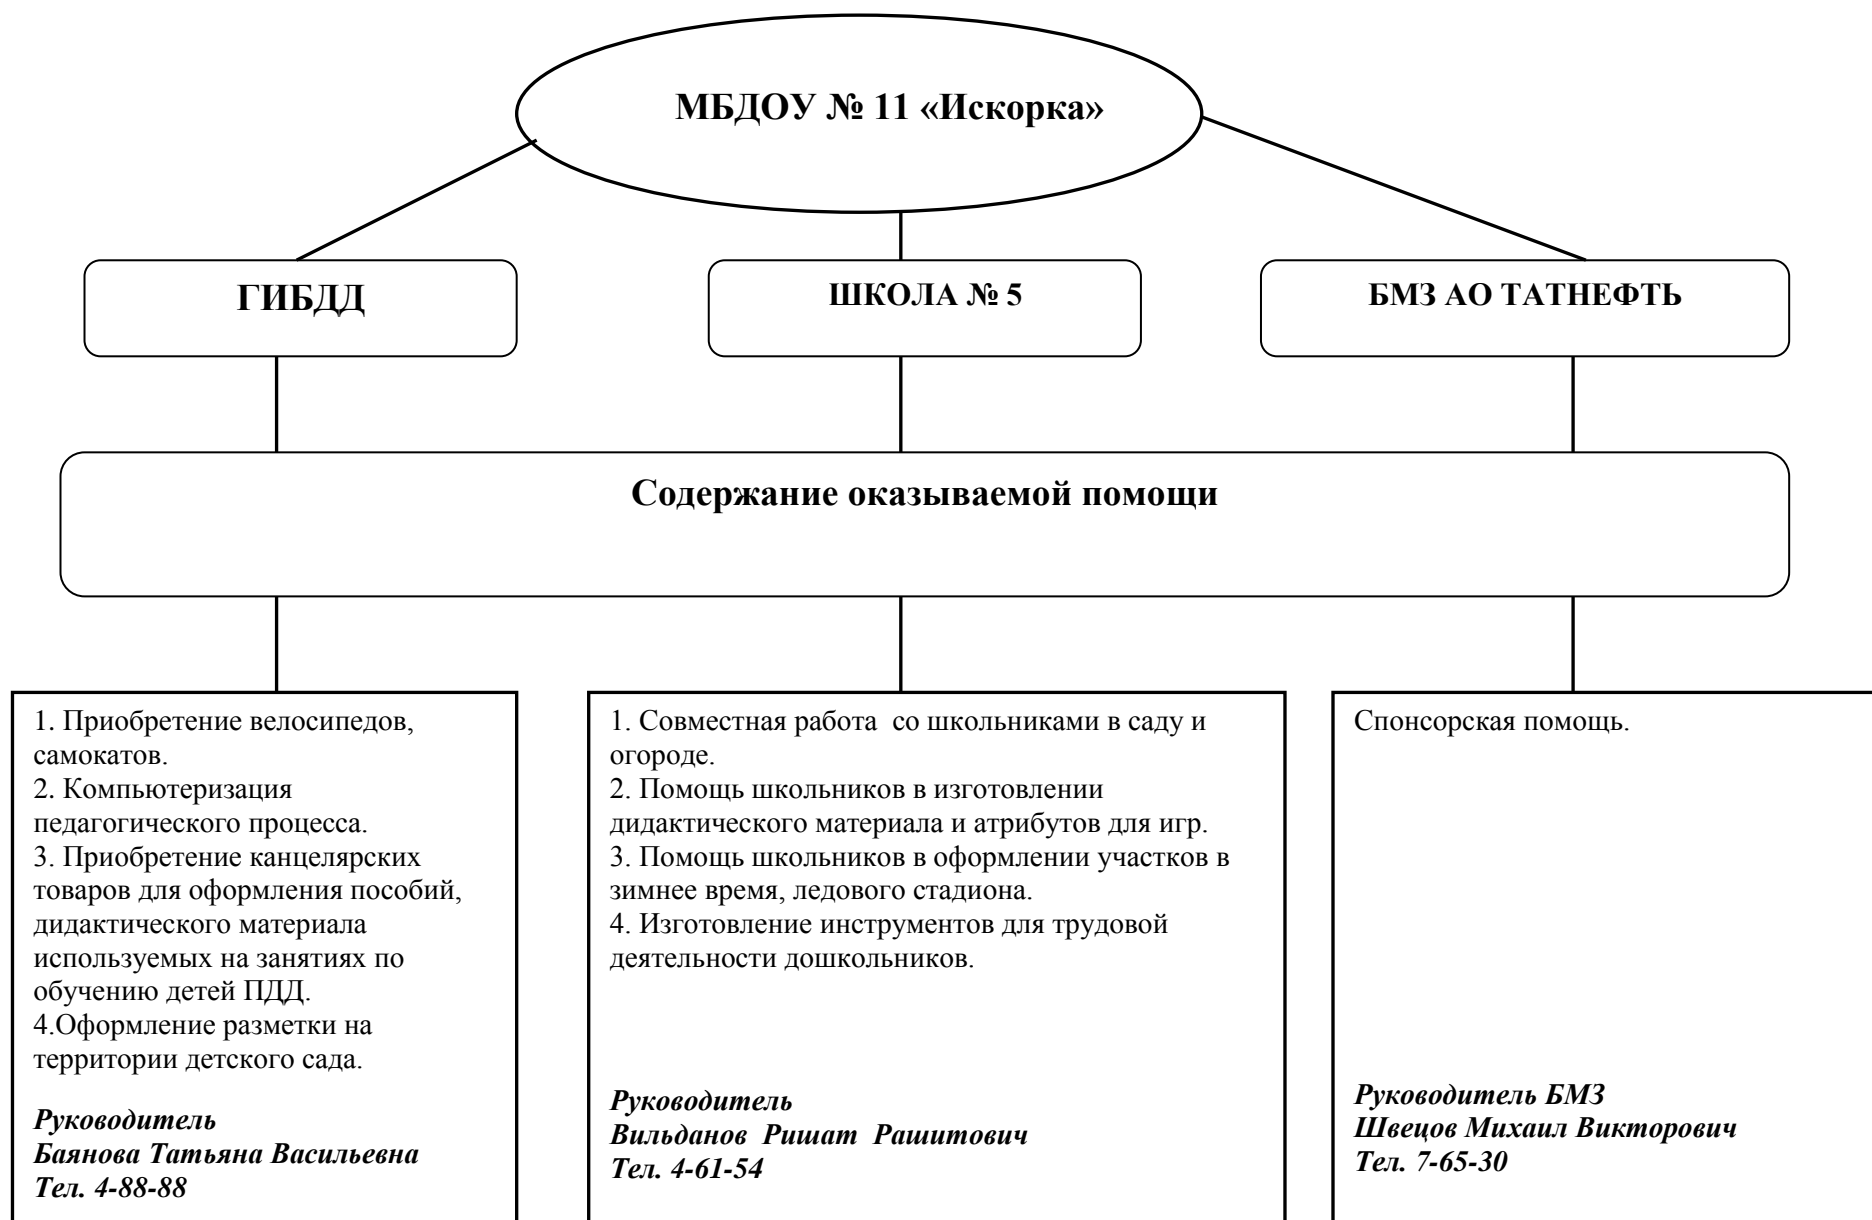 МБДОУ № 11 «Искорка»
ГИБДД
ШКОЛА № 5
БМЗ АО ТАТНЕФТЬ
Содержание оказываемой помощи
1. Приобретение велосипедов,
самокатов.
2. Компьютеризация
педагогического процесса.
3. Приобретение канцелярских
товаров для оформления пособий,
дидактического материала
используемых на занятиях по
обучению детей ПДД.
4.Оформление разметки на
территории детского сада.
Руководитель
Баянова Татьяна Васильевна
Тел. 4-88-88
1. Совместная работа  со школьниками в саду и
огороде.
2. Помощь школьников в изготовлении
дидактического материала и атрибутов для игр.
3. Помощь школьников в оформлении участков в
зимнее время, ледового стадиона.
4. Изготовление инструментов для трудовой
деятельности дошкольников.
Руководитель
Вильданов  Ришат  Рашитович
Тел. 4-61-54
Спонсорская помощь.
Руководитель БМЗ
Швецов Михаил Викторович
Тел. 7-65-30